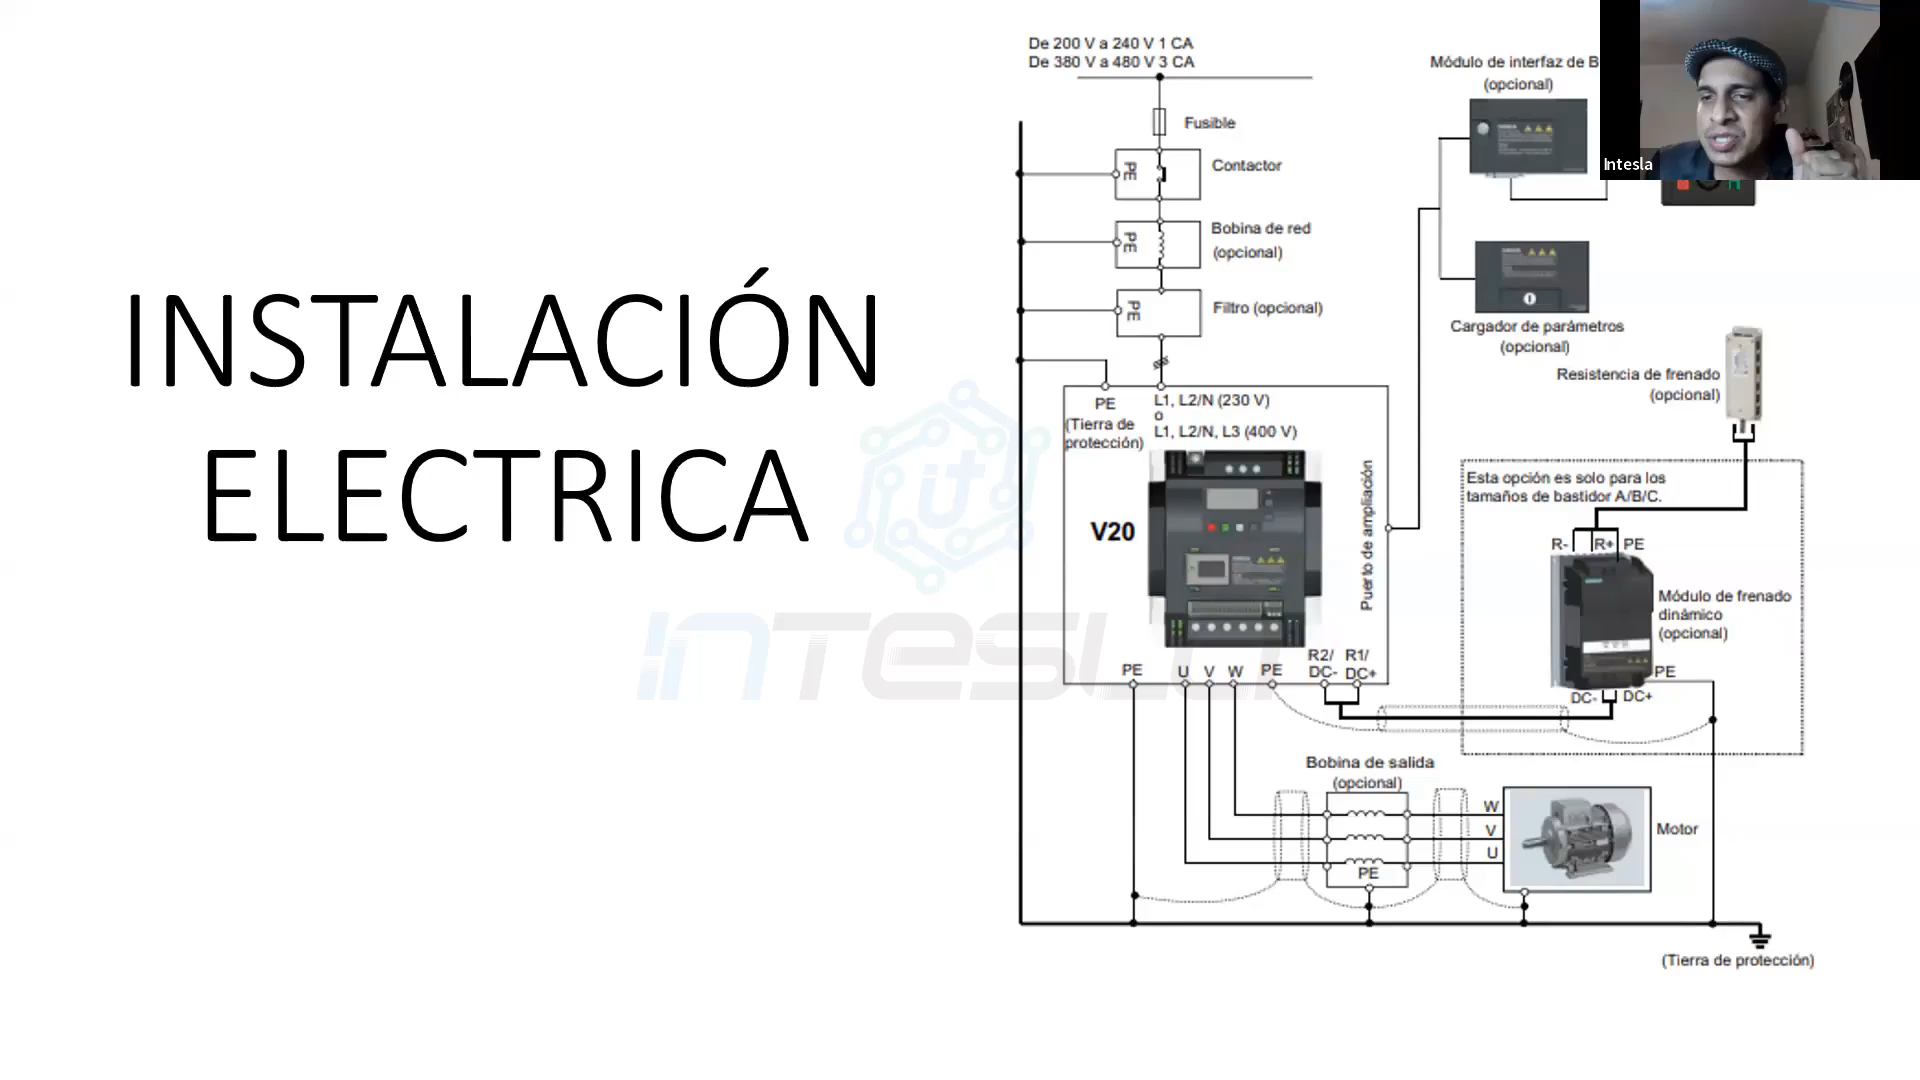 INSTALACIÓN
ELECTRICA
De 200 V a 240 V 1 CA
De 380 V a 480 V 3 CA
Fusible
PE
Contactor
PE
Bobina de red
(opcional)
PE
Filtro (opcional)
PE
(Tierra de
protección)
L1, L2/N (230 V)
o
L1, L2/N, L3 (400 V)
V20
Puerto de ampliación
PE
U
V
W
PE
R2/
DC-
R1/
DC+
Módulo de interfaz de B
(opcional)
Cargador de parámetros
(opcional)
Resistencia de frenado
(opcional)
Esta opción es solo para los
tamaños de bastidor A/B/C.
R-
R+
PE
Módulo de frenado
dinámico
(opcional)
PE
DC-
DC+
Bobina de salida
(opcional)
PE
W
V
U
Motor
(Tierra de protección)
it
INTESLA
Intesla